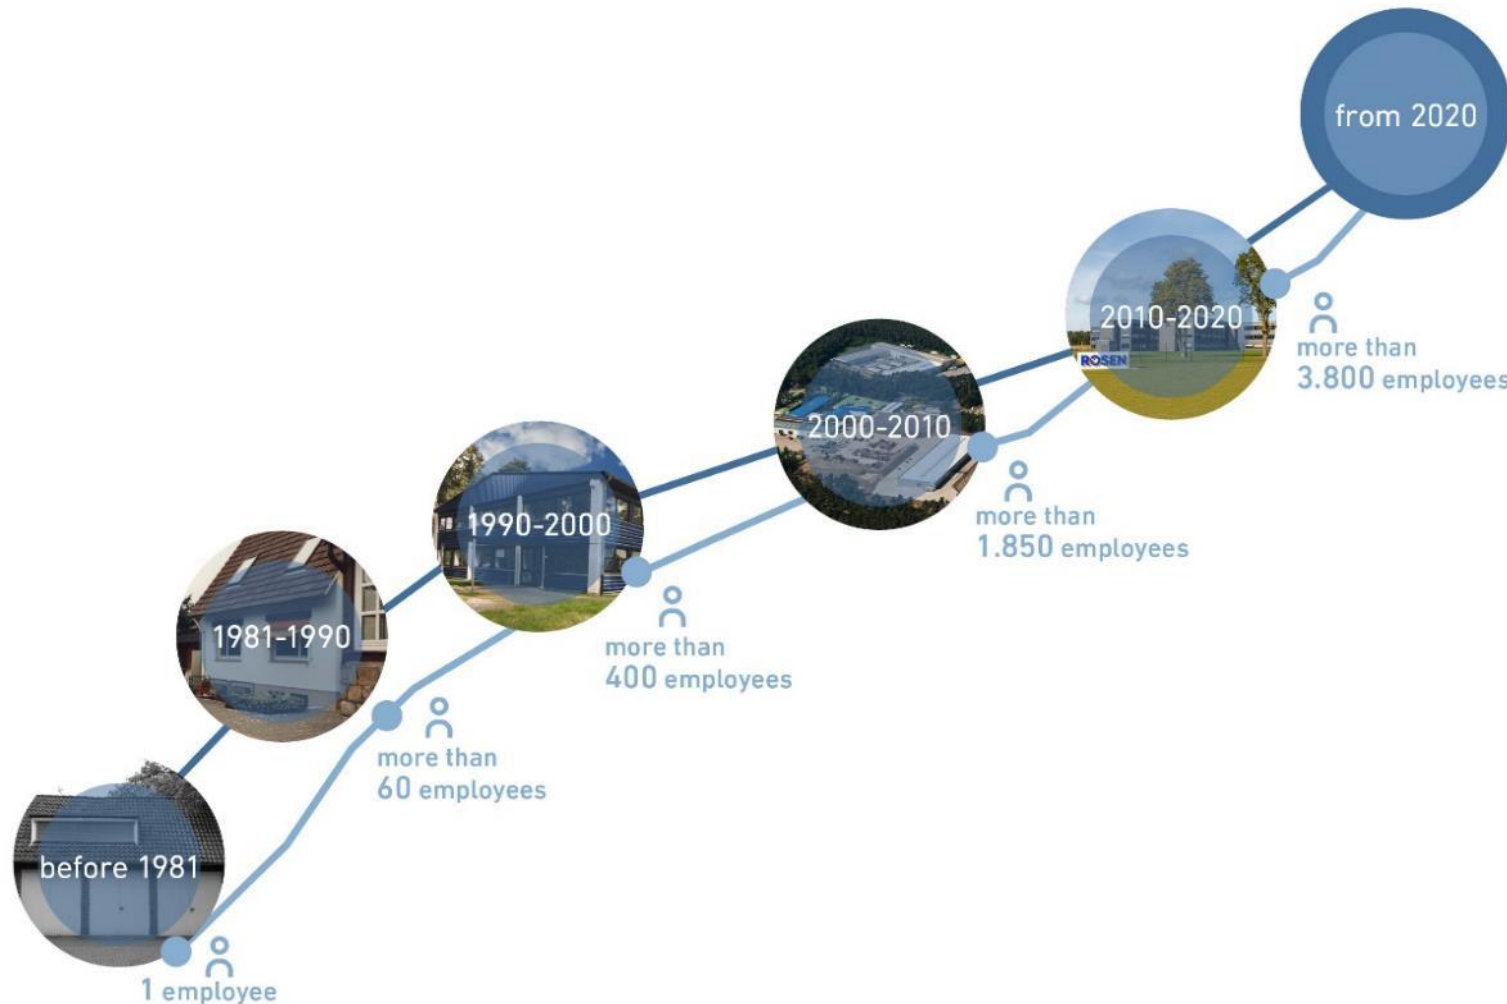 from 2020
2010-2020
ROSEN
more than
3.800 employees
2000-2010
more than
1.850 employees
1990-2000
more than
400 employees
1981-1990
more than
60 employees
before 1981
1 employee